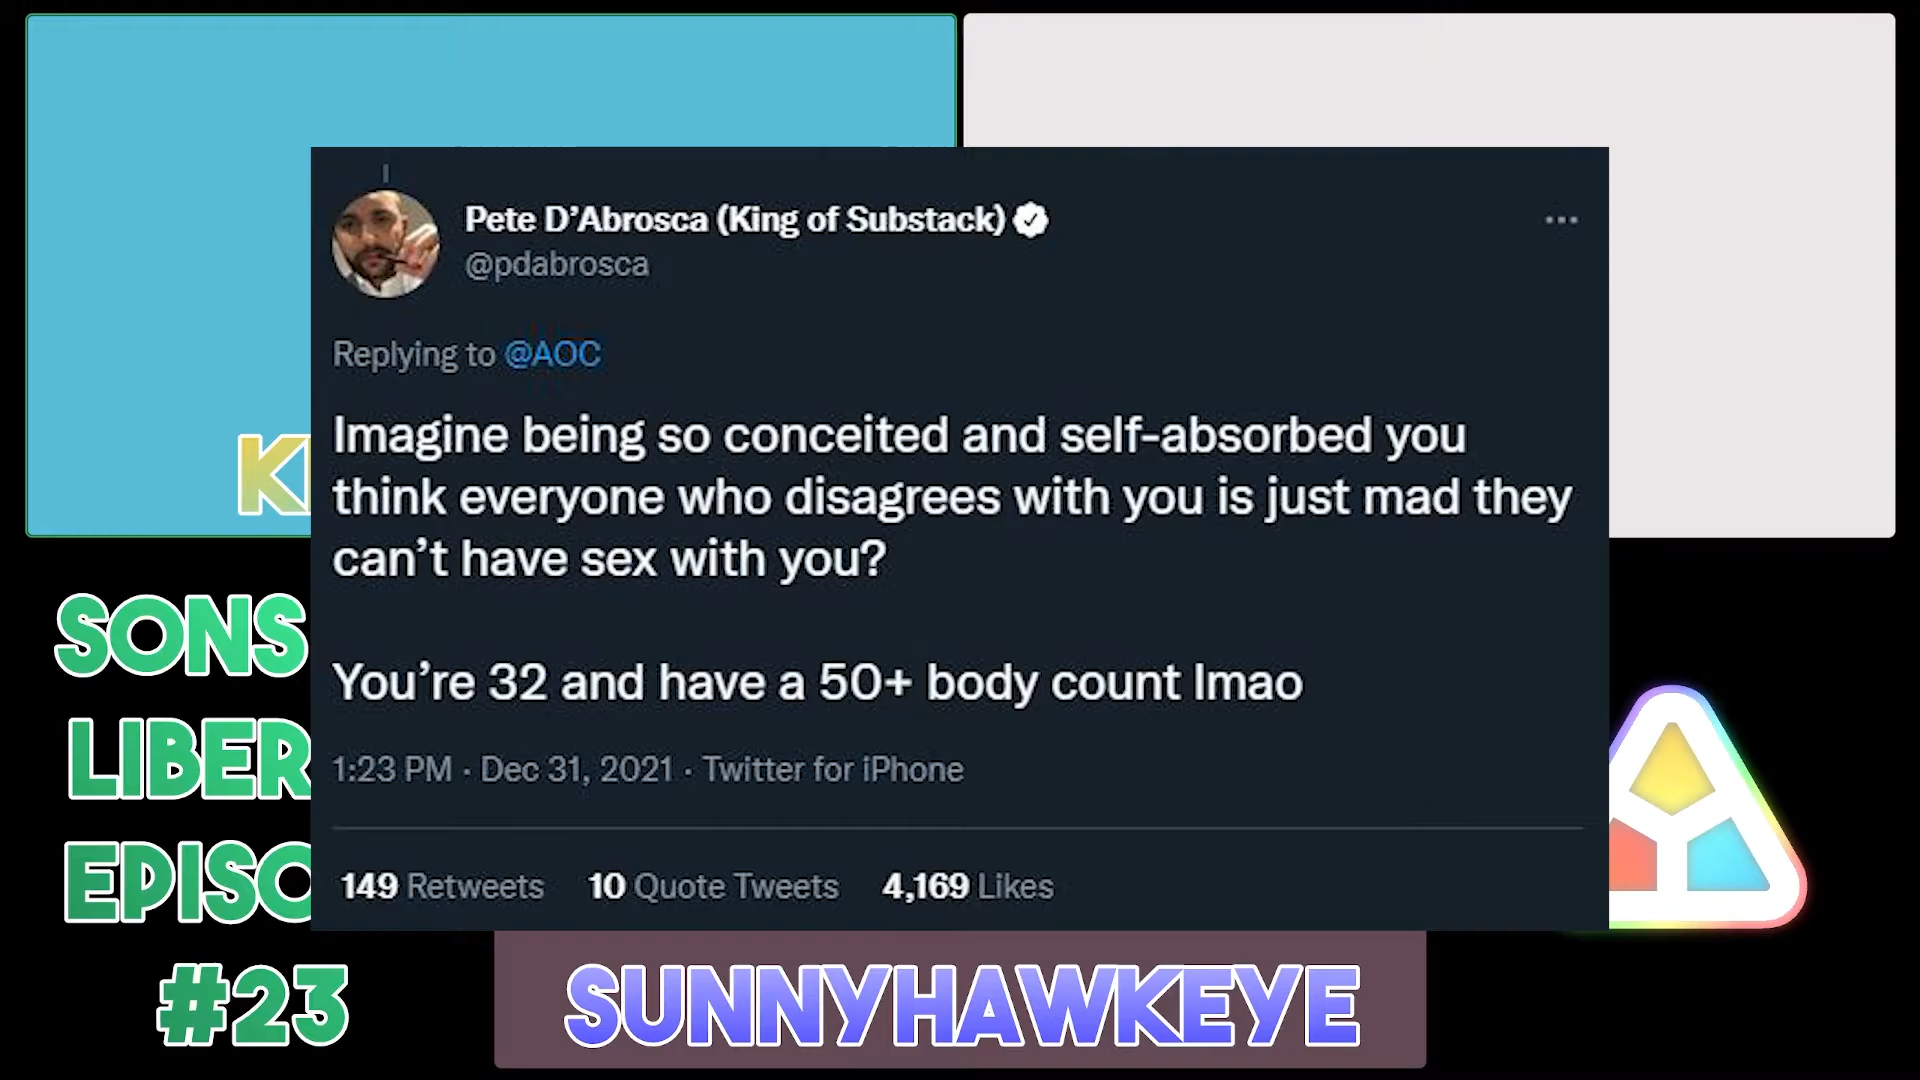 Pete D’Abrosca (King of Substack)
@pdabrosca
Replying to @AOC
Imagine being so conceited and self-absorbed you
think everyone who disagrees with you is just mad they
can’t have sex with you?
You’re 32 and have a 50+ body count lmao
1:23 PM · Dec 31, 2021 · Twitter for iPhone
149 Retweets 10 Quote Tweets 4,169 Likes
SONS
#23
SUNNYHAWKEYE